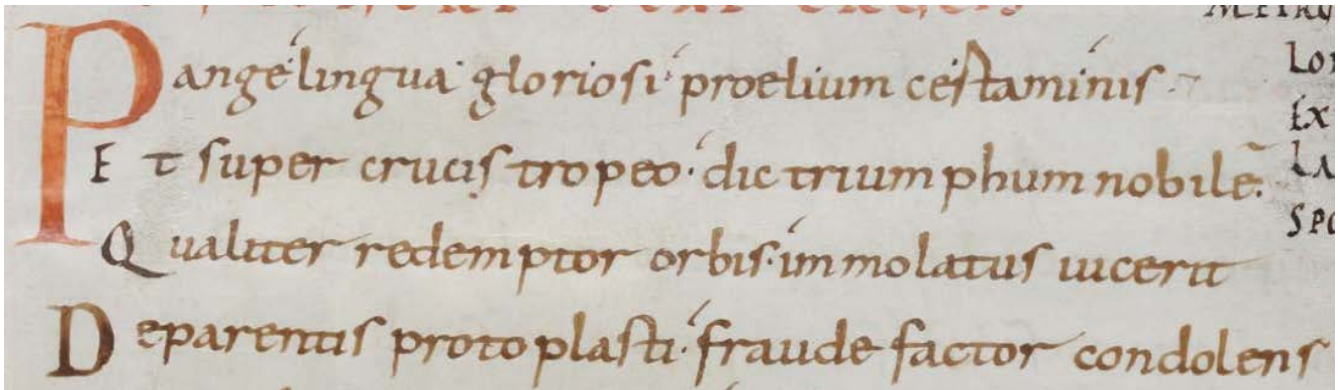 Pange lingua gloriosi proelium certaminis
Et super crucis tropeo. dic triumphum nobilē.
Qualiter redemptor orbis. immolatus uicerit
De parentis protoplasti. fraude factor condolens